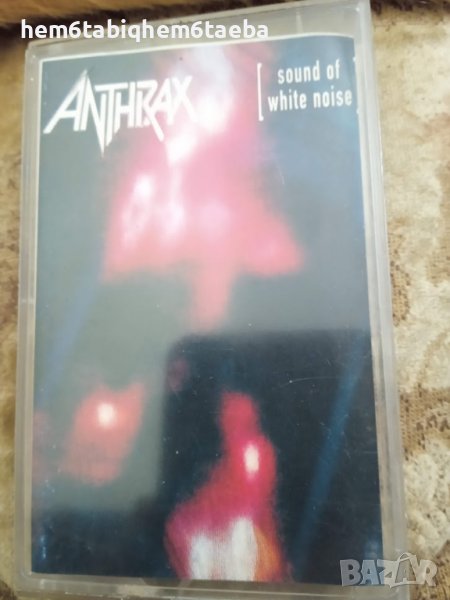 hem6tabiqhem6taeba
ANTHRAX
[ sound of
white noise ]
BAZAR